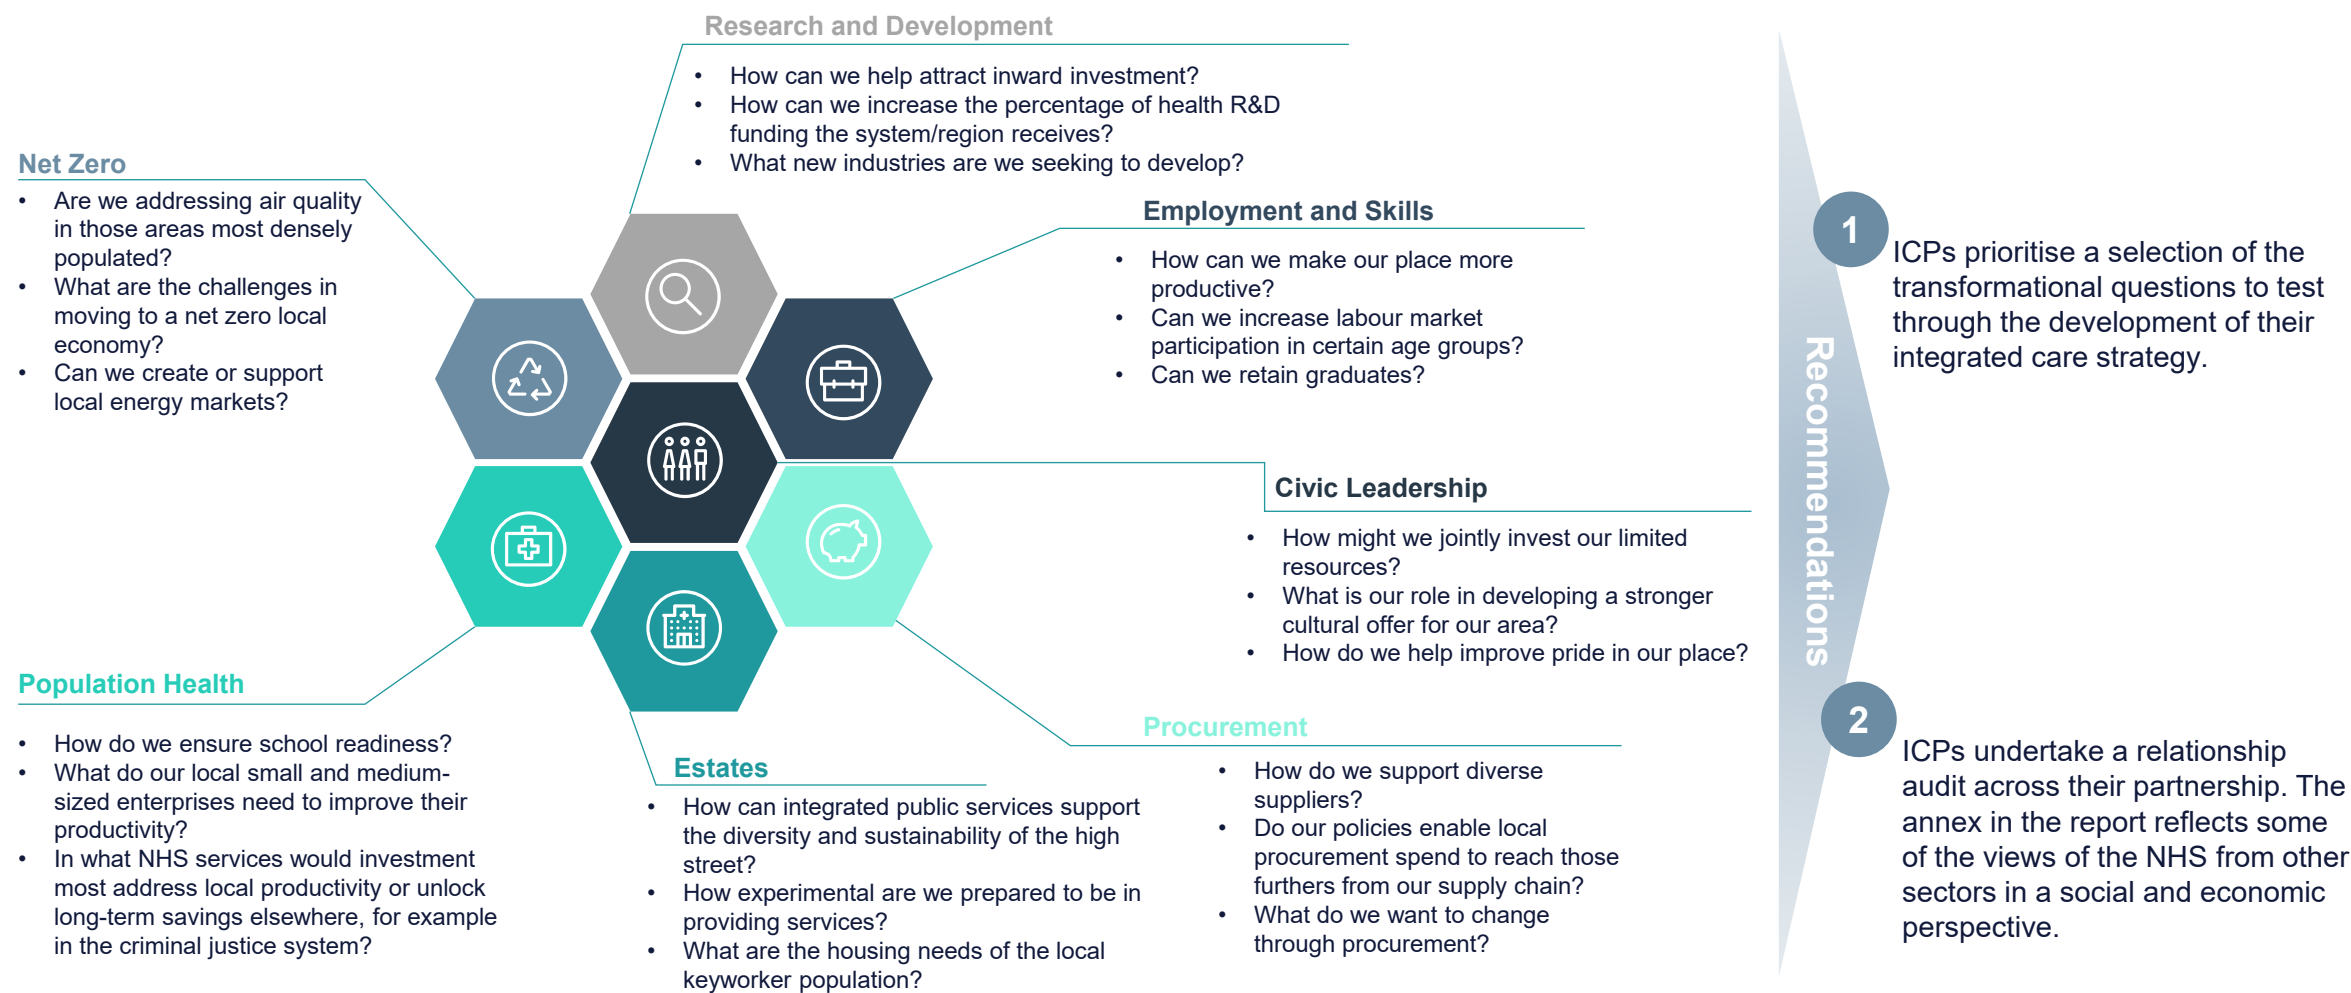 Research and Development
• How can we help attract inward investment?
• How can we increase the percentage of health R&D
funding the system/region receives?
• What new industries are we seeking to develop?
Net Zero
• Are we addressing air quality
in those areas most densely
populated?
• What are the challenges in
moving to a net zero local
economy?
• Can we create or support
local energy markets?
Employment and Skills
• How can we make our place more
productive?
• Can we increase labour market
participation in certain age groups?
• Can we retain graduates?
Civic Leadership
• How might we jointly invest our limited
resources?
• What is our role in developing a stronger
cultural offer for our area?
• How do we help improve pride in our place?
Population Health
• How do we ensure school readiness?
• What do our local small and medium-
sized enterprises need to improve their
productivity?
• In what NHS services would investment
most address local productivity or unlock
long-term savings elsewhere, for example
in the criminal justice system?
Estates
• How can integrated public services support
the diversity and sustainability of the high
street?
• How experimental are we prepared to be in
providing services?
• What are the housing needs of the local
keyworker population?
Procurement
• How do we support diverse
suppliers?
• Do our policies enable local
procurement spend to reach those
furthers from our supply chain?
• What do we want to change
through procurement?
Recommendations
1
ICPs prioritise a selection of the
transformational questions to test
through the development of their
integrated care strategy.
2
ICPs undertake a relationship
audit across their partnership. The
annex in the report reflects some
of the views of the NHS from other
sectors in a social and economic
perspective.